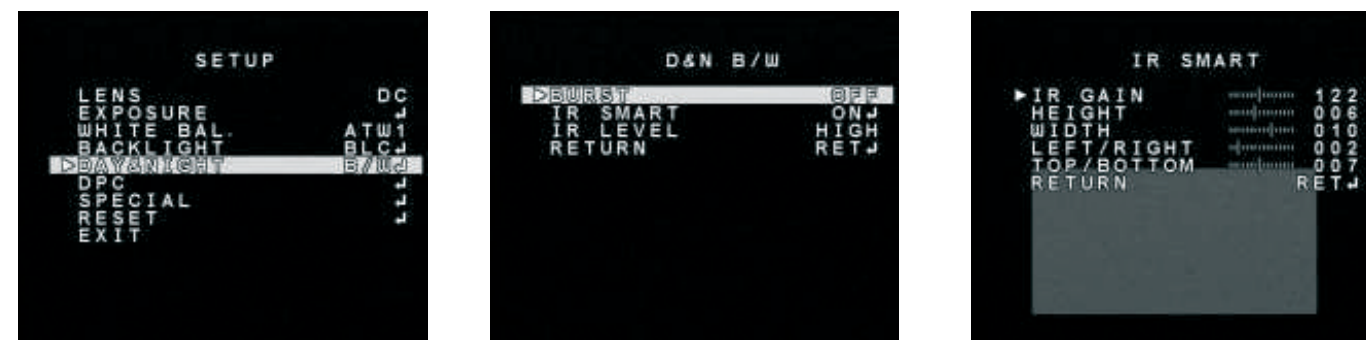 SETUP
LENS DC
EXPOSURE ↲
WHITE BAL. ATW1
BACKLIGHT BLC↲
▷DAY&NIGHT B/W↲
DPC ↲
SPECIAL ↲
RESET ↲
EXIT
D&N B/W
▷BURST OFF
IR SMART ON↲
IR LEVEL HIGH
RETURN RET↲
IR SMART
►IR GAIN 122
HEIGHT 006
WIDTH 010
LEFT/RIGHT 002
TOP/BOTTOM 007
RETURN RET↲